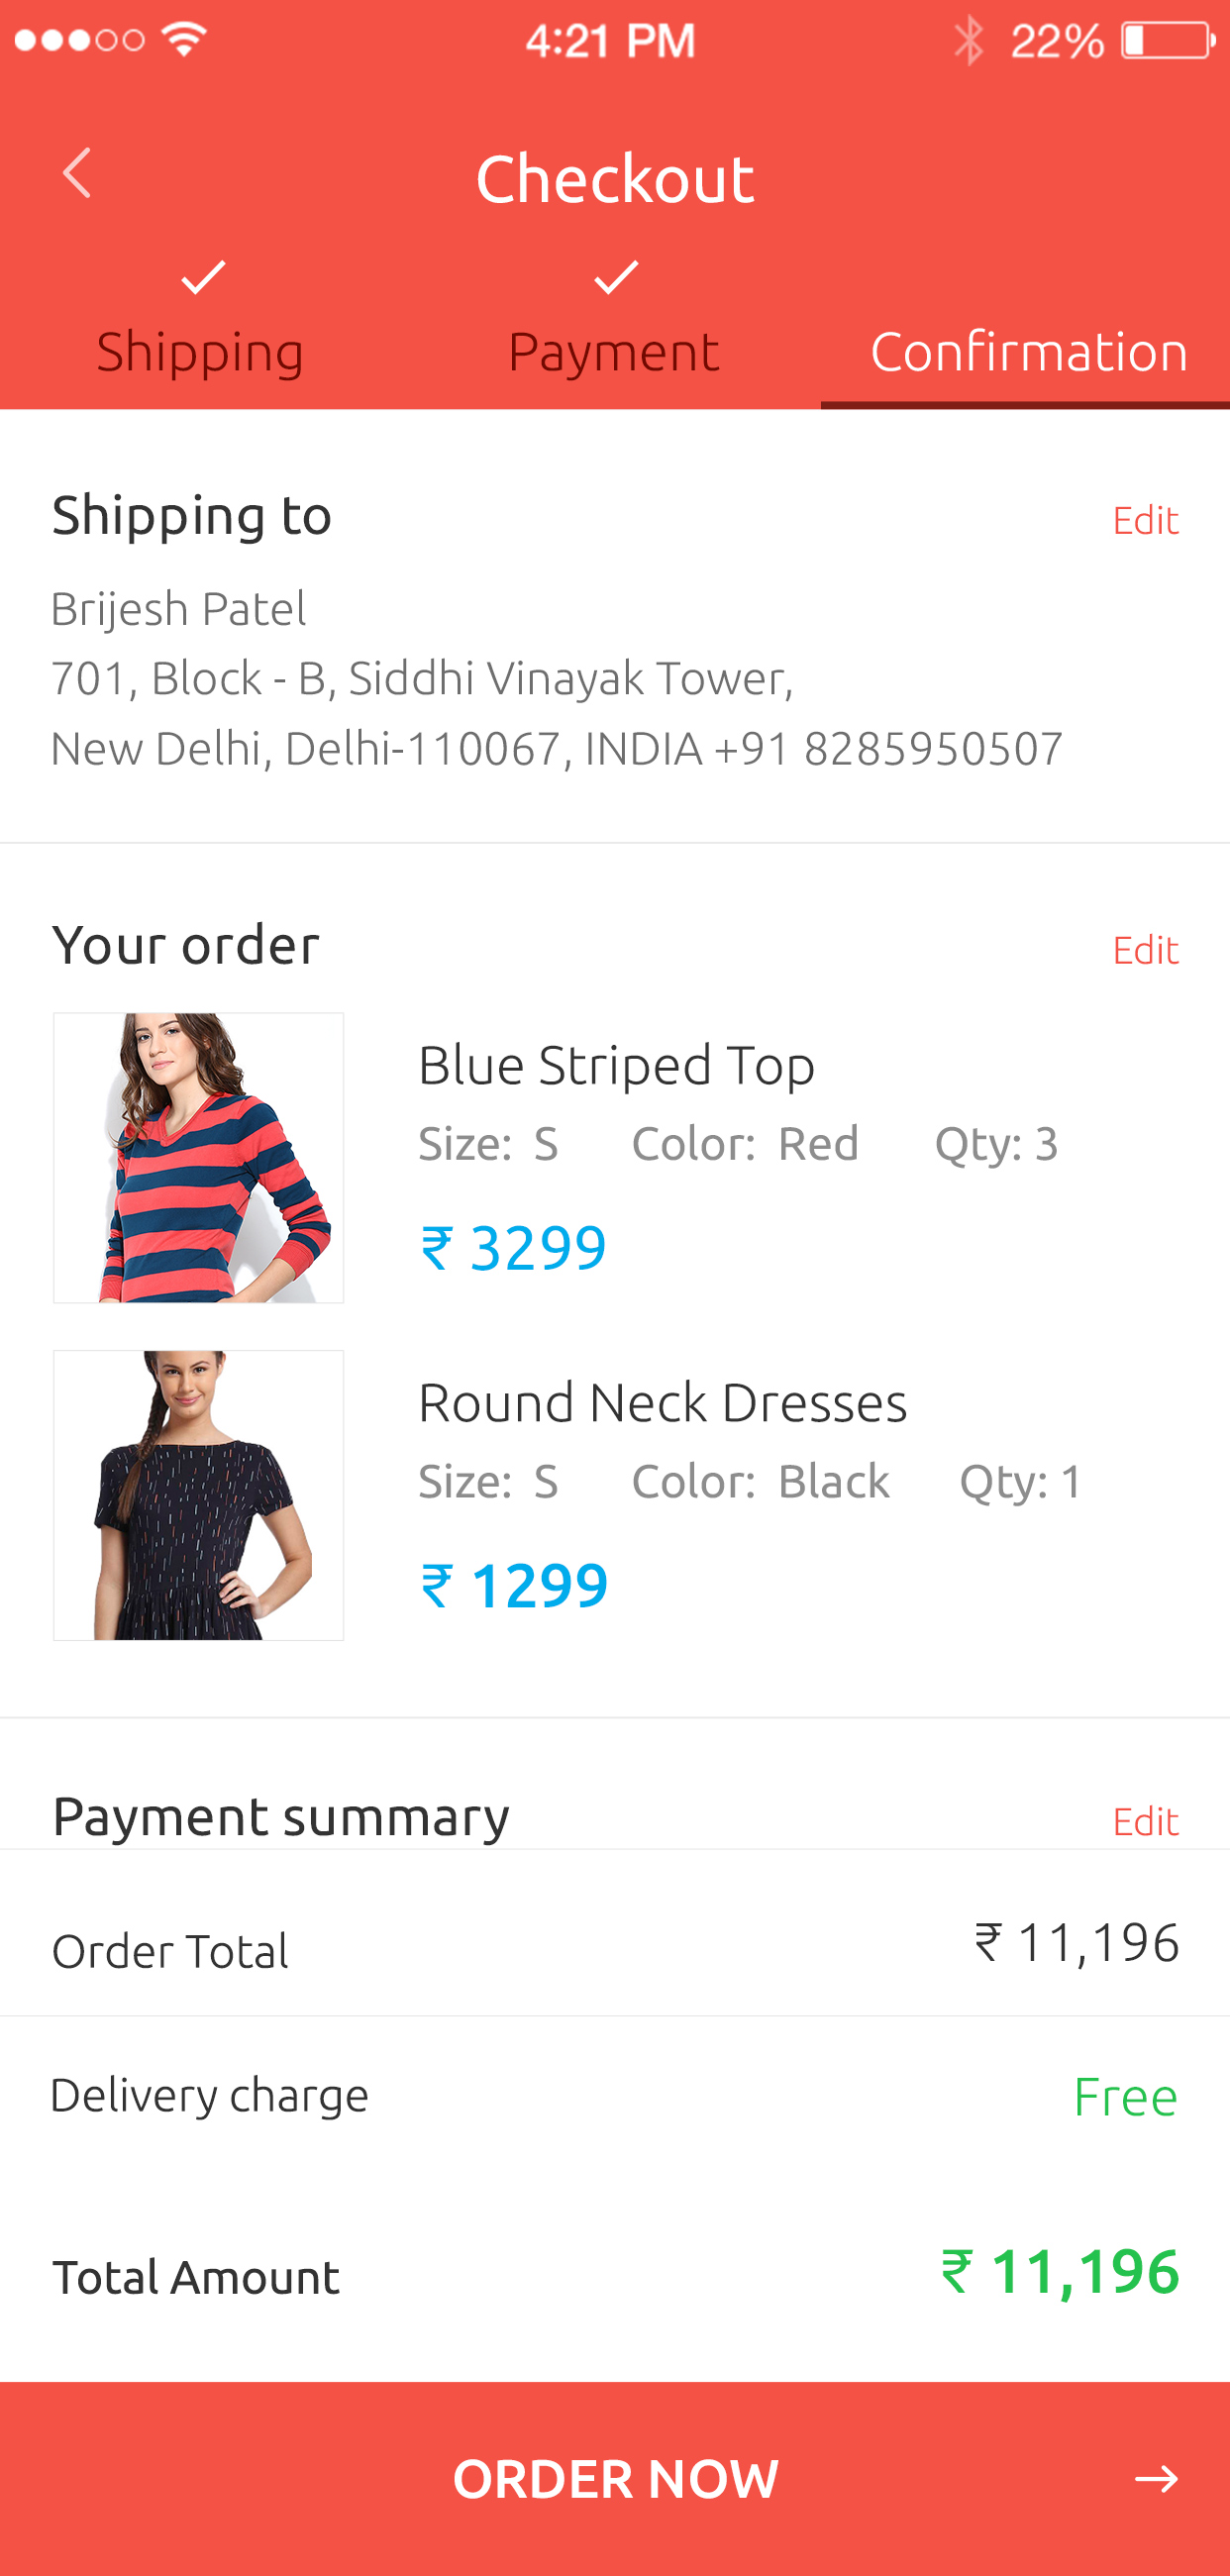 4:21 PM 22%
Checkout
Shipping Payment Confirmation
Shipping to Edit
Brijesh Patel
701, Block - B, Siddhi Vinayak Tower,
New Delhi, Delhi-110067, INDIA +91 8285950507
Your order Edit
Blue Striped Top
Size: S Color: Red Qty: 3
₹ 3299
Round Neck Dresses
Size: S Color: Black Qty: 1
₹ 1299
Payment summary Edit
Order Total ₹ 11,196
Delivery charge Free
Total Amount ₹ 11,196
ORDER NOW →